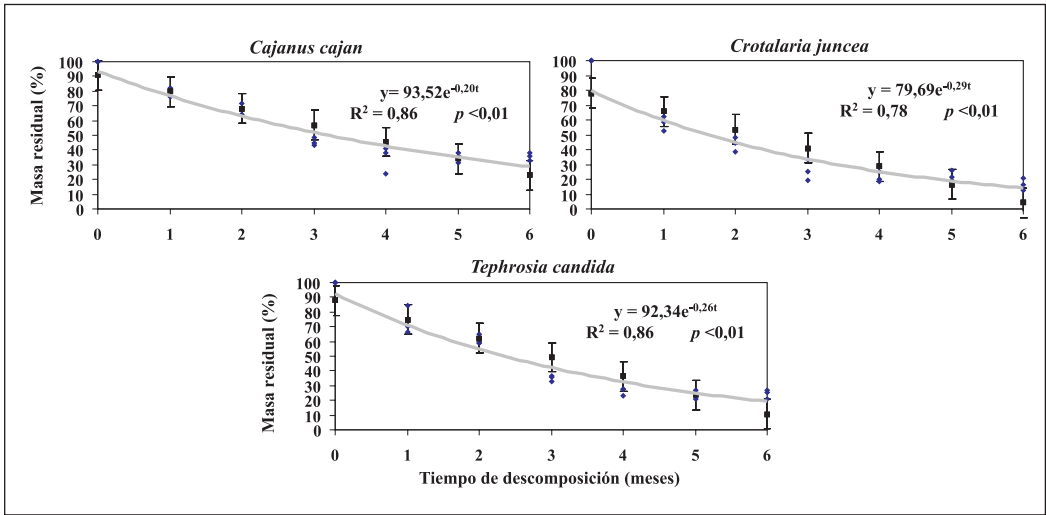 Cajanus cajan
Masa residual (%)
100
90
80
70
60
50
40
30
20
10
0
y= 93,52e-0,20t
R2 = 0,86 p <0,01
0 1 2 3 4 5 6
Crotalaria juncea
100
90
80
70
60
50
40
30
20
10
0
y = 79,69e-0,29t
R2 = 0,78 p <0,01
0 1 2 3 4 5 6
Tephrosia candida
Masa residual (%)
100
90
80
70
60
50
40
30
20
10
0
y = 92,34e-0,26t
R2 = 0,86 p <0,01
0 1 2 3 4 5 6
Tiempo de descomposición (meses)